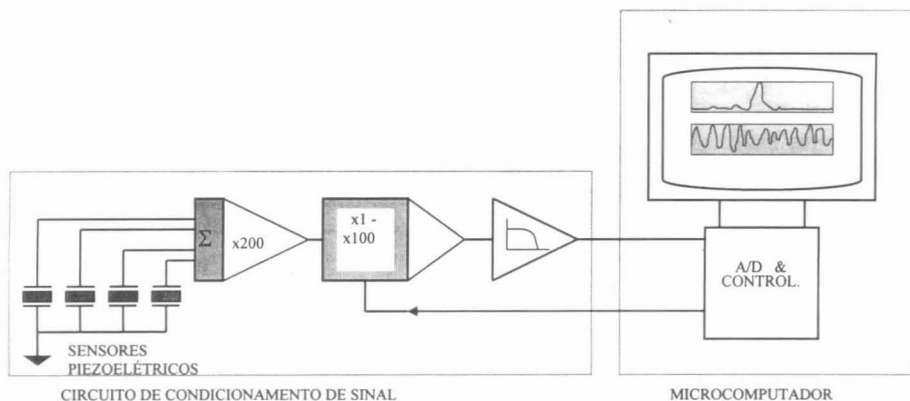 Σ
x200
x1 -
x100
A/D &
CONTROL.
SENSORES
PIEZOELÉTRICOS
CIRCUITO DE CONDICIONAMENTO DE SINAL
MICROCOMPUTADOR